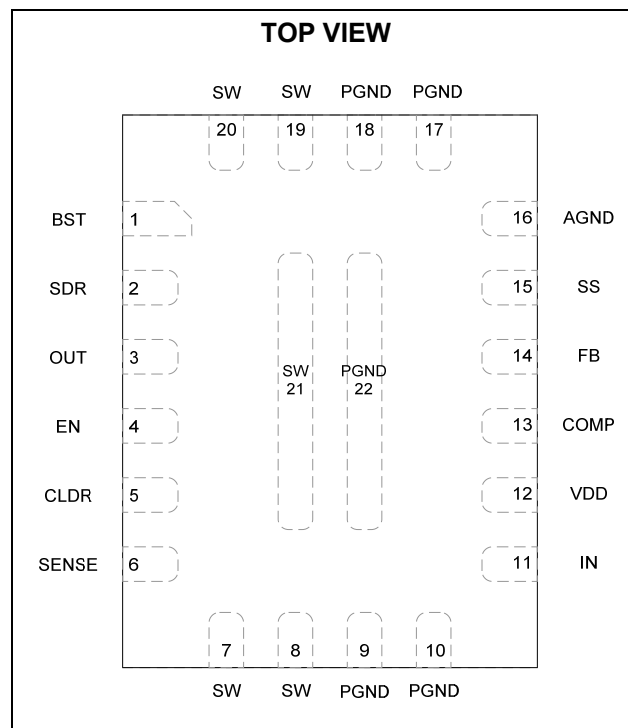 TOP VIEW
SW SW PGND PGND
20 19 18 17
BST 1 16 AGND
SDR 2 15 SS
OUT 3 14 FB
SW PGND
21 22
EN 4 13 COMP
CLDR 5 12 VDD
SENSE 6 11 IN
7 8 9 10
SW SW PGND PGND